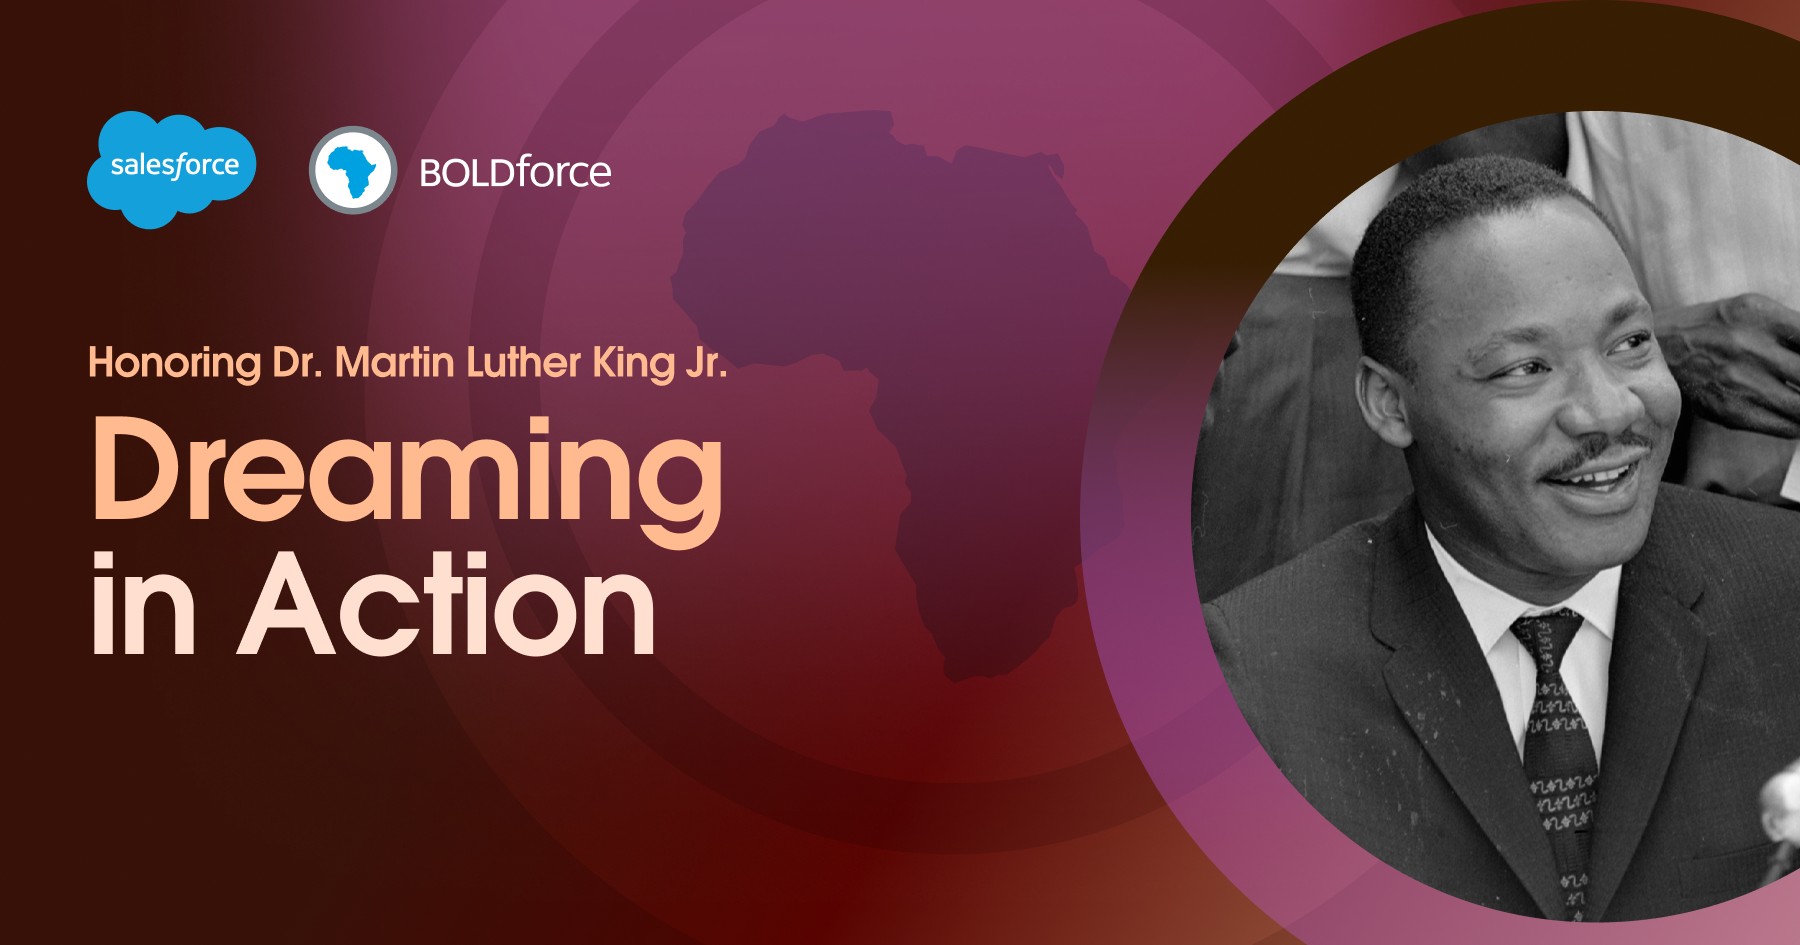 salesforce
BOLDforce
Honoring Dr. Martin Luther King Jr.
Dreaming
in Action